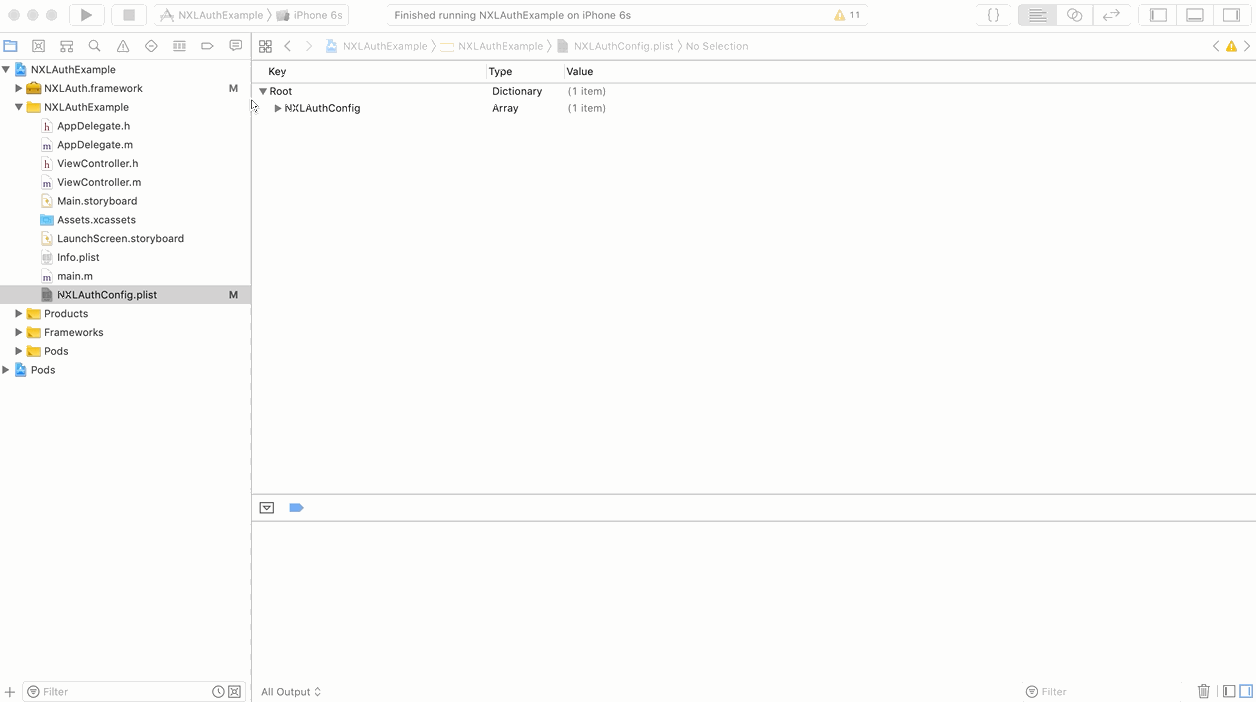 NXLAuthExample iPhone 6s
Finished running NXLAuthExample on iPhone 6s
11
{}
NXLAuthExample NXLAuthExample NXLAuthConfig.plist No Selection
NXLAuthExample
NXLAuth.framework M
NXLAuthExample
h AppDelegate.h
m AppDelegate.m
h ViewController.h
m ViewController.m
Main.storyboard
Assets.xcassets
LaunchScreen.storyboard
Info.plist
m main.m
NXLAuthConfig.plist M
Products
Frameworks
Pods
Pods
Filter
Key Type Value
Root Dictionary (1 item)
NXLAuthConfig Array (1 item)
All Output
Filter